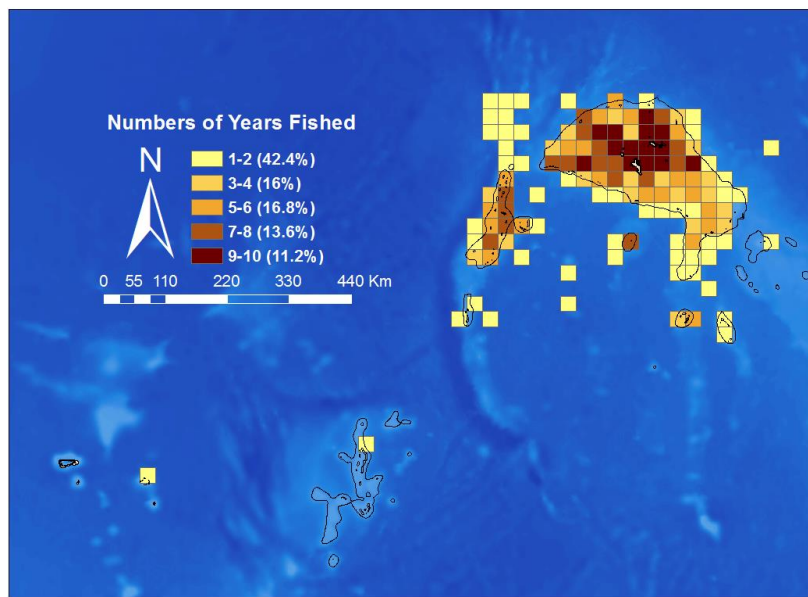 Numbers of Years Fished
N
1-2 (42.4%)
3-4 (16%)
5-6 (16.8%)
7-8 (13.6%)
9-10 (11.2%)
0 55 110 220 330 440 Km